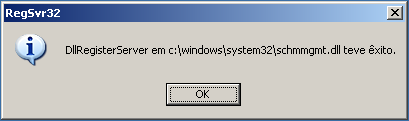 RegSvr32
DllRegisterServer em c:\windows\system32\schmmgmt.dll teve êxito.
OK